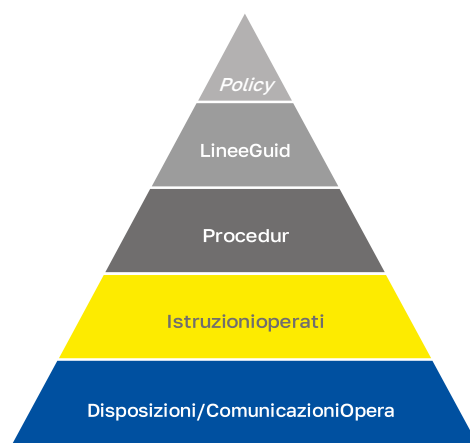 Policy
LineeGuid
Procedur
Istruzionioperati
Disposizioni/ComunicazioniOpera